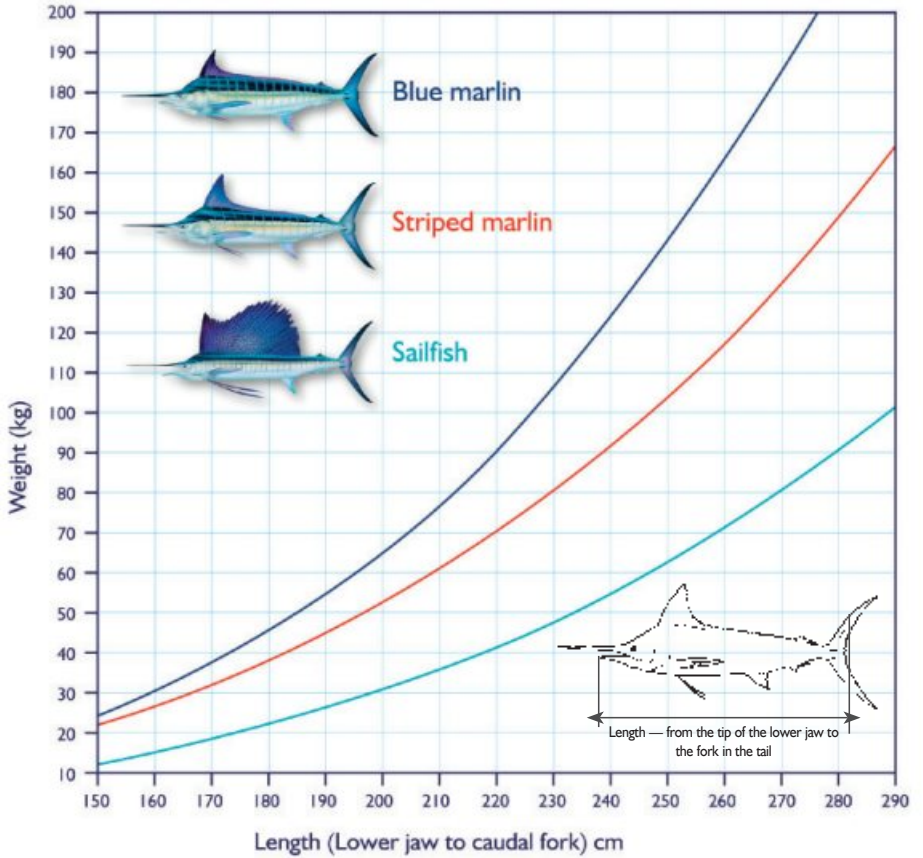 200
190
180
170
160
150
140
130
120
110
100
90
80
70
60
50
40
30
20
10
Weight (kg)
Blue marlin
Striped marlin
Sailfish
Length — from the tip of the lower jaw to
the fork in the tail
150 160 170 180 190 200 210 220 230 240 250 260 270 280 290
Length (Lower jaw to caudal fork) cm